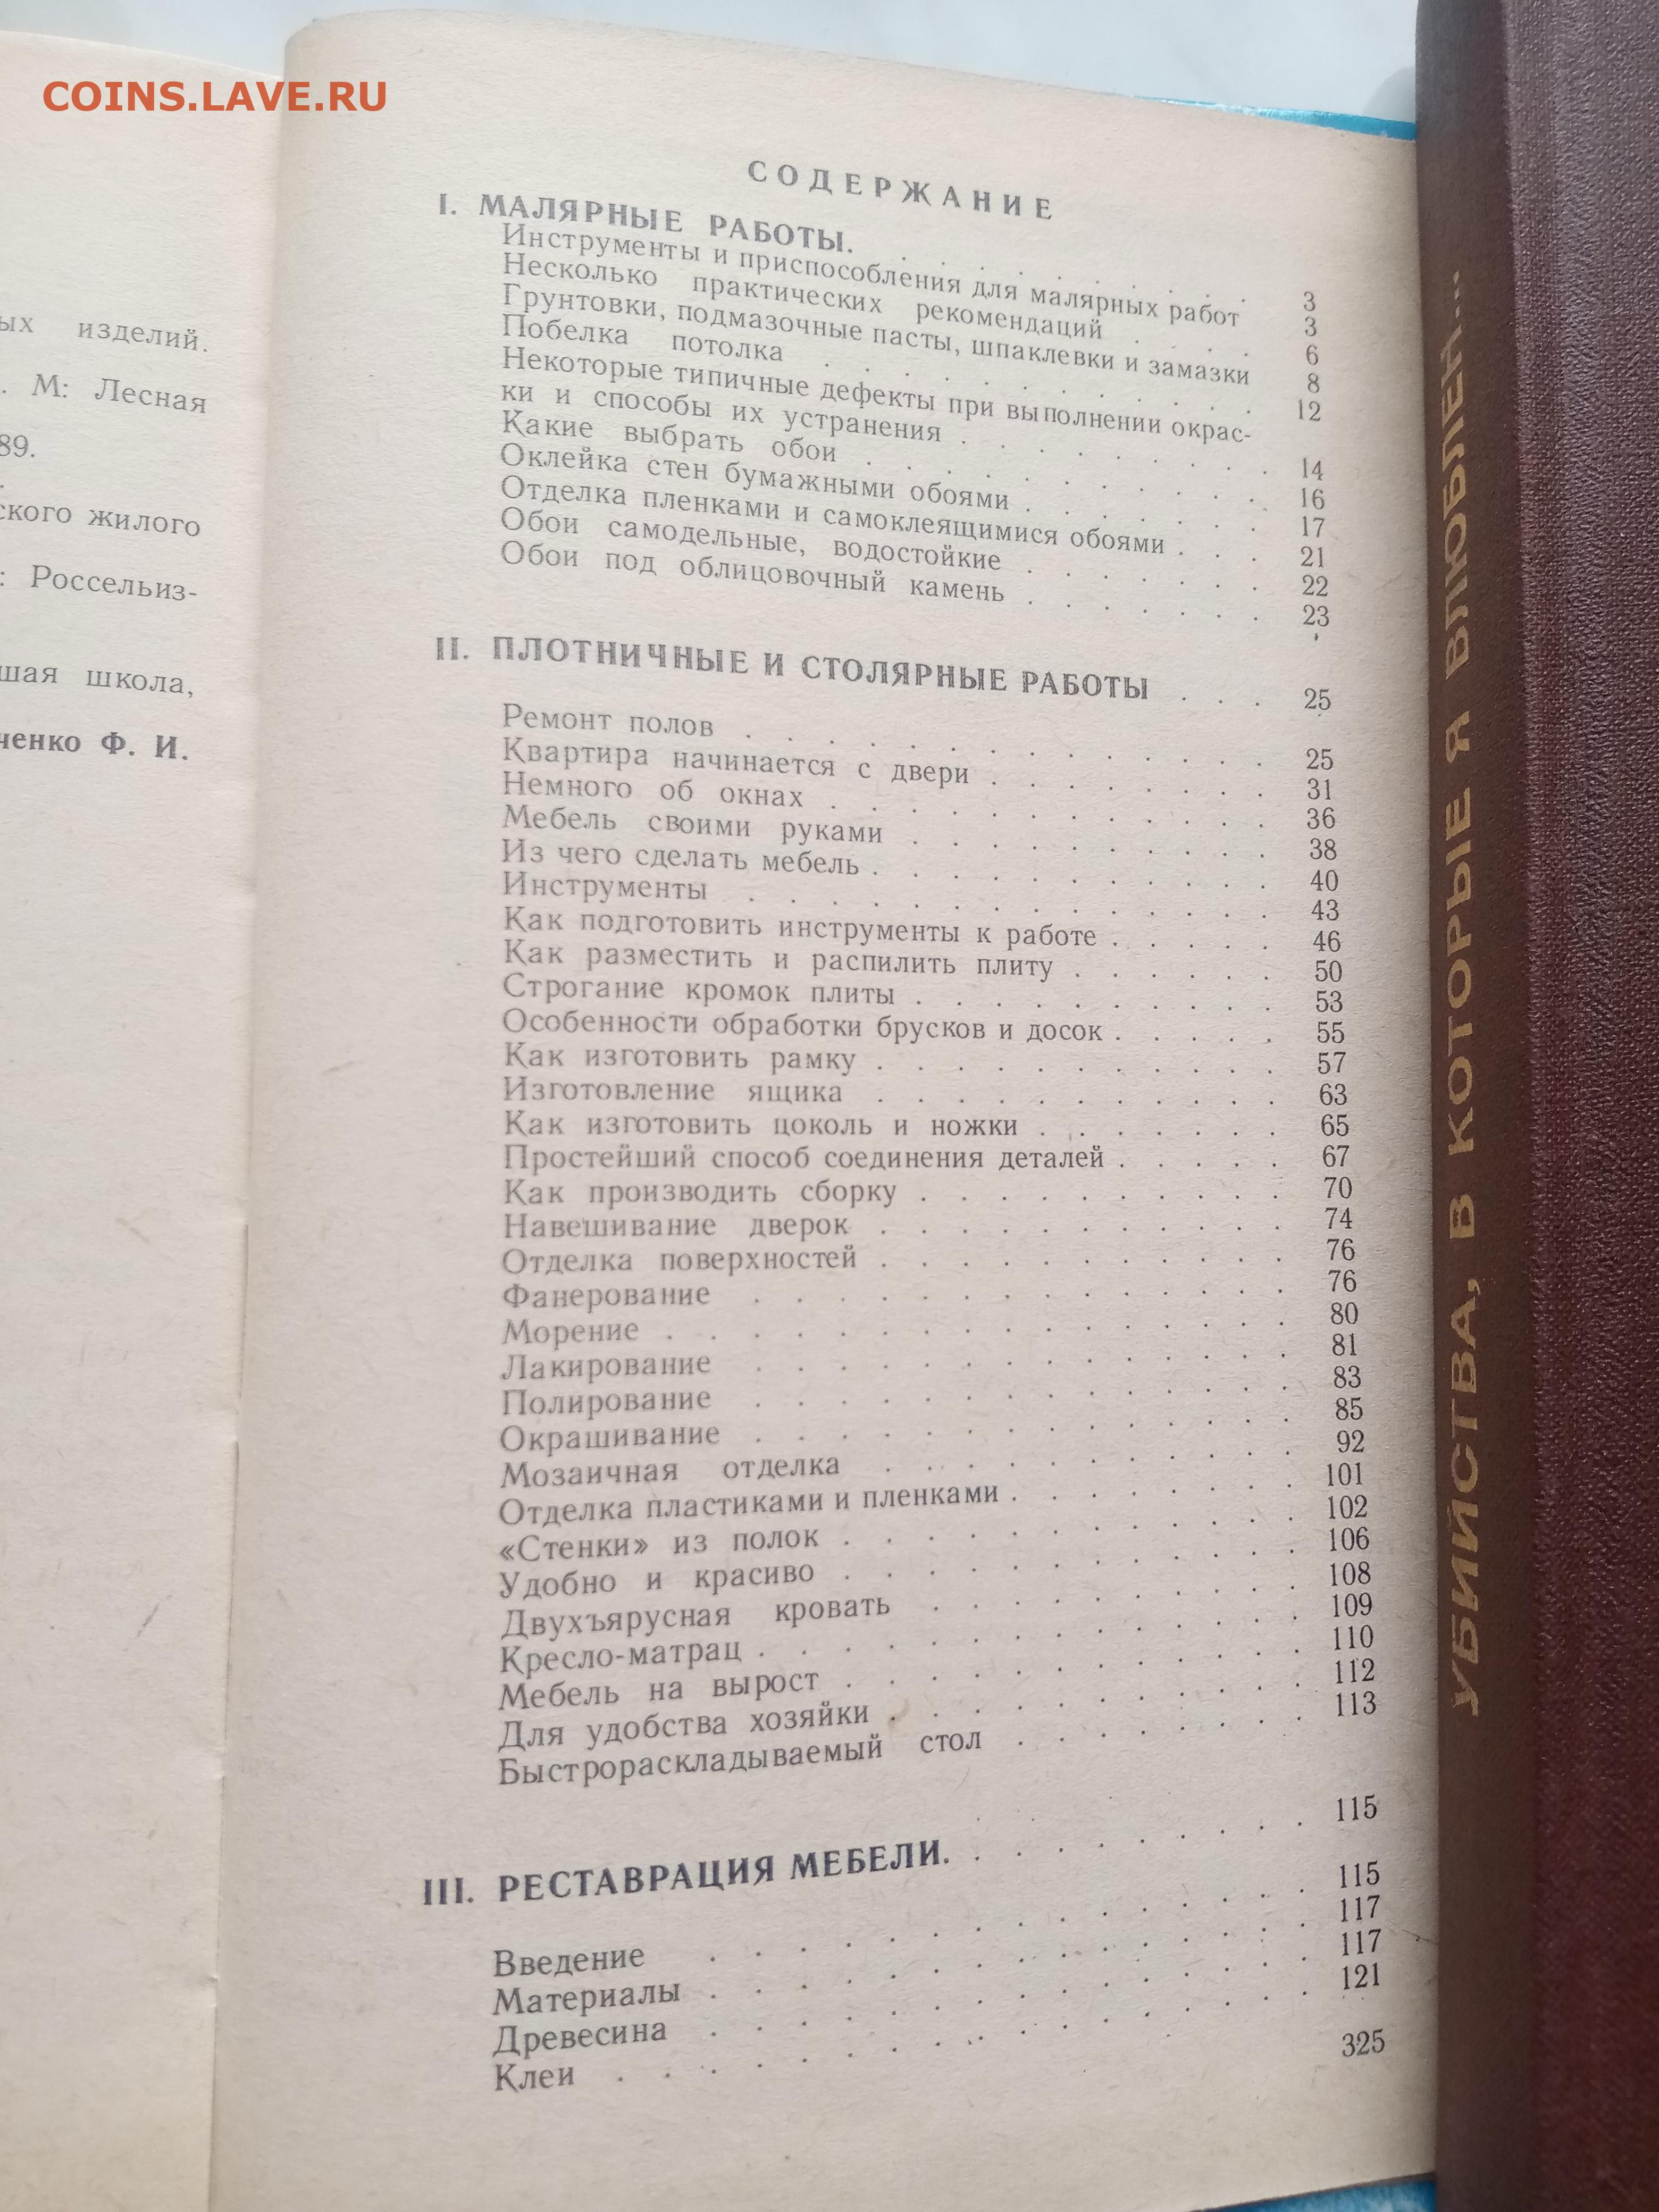 COINS.LAVE.RU
ых изделий.
. М: Лесная
89.
ского жилого
: Россельиз-
шая школа,
ченко Ф. И.
СОДЕРЖАНИЕ
I. МАЛЯРНЫЕ РАБОТЫ. . . . . . . . 3
Инструменты и приспособления для малярных работ 3
Несколько практических рекомендаций . . . . 6
Грунтовки, подмазочные пасты, шпаклевки и замазки 8
Побелка потолка . . . . . . . . . . 12
Некоторые типичные дефекты при выполнении окрас-
ки и способы их устранения . . . . . . . . 14
Какие выбрать обои . . . . . . . . . . 16
Оклейка стен бумажными обоями . . . . . . 17
Отделка пленками и самоклеящимися обоями . . . 21
Обои самодельные, водостойкие . . . . . . . 22
Обои под облицовочный камень . . . . . . . 23
II. ПЛОТНИЧНЫЕ И СТОЛЯРНЫЕ РАБОТЫ . . . 25
Ремонт полов . . . . . . . . . . . . . 25
Квартира начинается с двери . . . . . . . . 31
Немного об окнах . . . . . . . . . . . 36
Мебель своими руками . . . . . . . . . 38
Из чего сделать мебель . . . . . . . . . . 40
Инструменты . . . . . . . . . . . . . 43
Как подготовить инструменты к работе . . . . . 46
Как разместить и распилить плиту . . . . . . 50
Строгание кромок плиты . . . . . . . . . 53
Особенности обработки брусков и досок . . . . . 55
Как изготовить рамку . . . . . . . . . . 57
Изготовление ящика . . . . . . . . . . 63
Как изготовить цоколь и ножки . . . . . . . 65
Простейший способ соединения деталей . . . . . 67
Как производить сборку . . . . . . . . . 70
Навешивание дверок . . . . . . . . . . 74
Отделка поверхностей . . . . . . . . . . 76
Фанерование . . . . . . . . . . . . . 76
Морение . . . . . . . . . . . . . . . 80
Лакирование . . . . . . . . . . . . . 81
Полирование . . . . . . . . . . . . . 83
Окрашивание . . . . . . . . . . . . . 85
Мозаичная отделка . . . . . . . . . . 92
Отделка пластиками и пленками . . . . . . . 101
«Стенки» из полок . . . . . . . . . . . 102
Удобно и красиво . . . . . . . . . . . 106
Двухъярусная кровать . . . . . . . . . 108
Кресло-матрац . . . . . . . . . . . . . 109
Мебель на вырост . . . . . . . . . . . 110
Для удобства хозяйки . . . . . . . . . . 112
Быстрораскладываемый стол . . . . . . . 113
III. РЕСТАВРАЦИЯ МЕБЕЛИ. . . . . . . . . 115
Введение . . . . . . . . . . . . . . 115
Материалы . . . . . . . . . . . . . . 117
Древесина . . . . . . . . . . . . . . 117
Клеи . . . . . . . . . . . . . . . . 121
325
УБИЙСТВА, В КОТОРЫЕ Я ВЛЮБЛЕН...